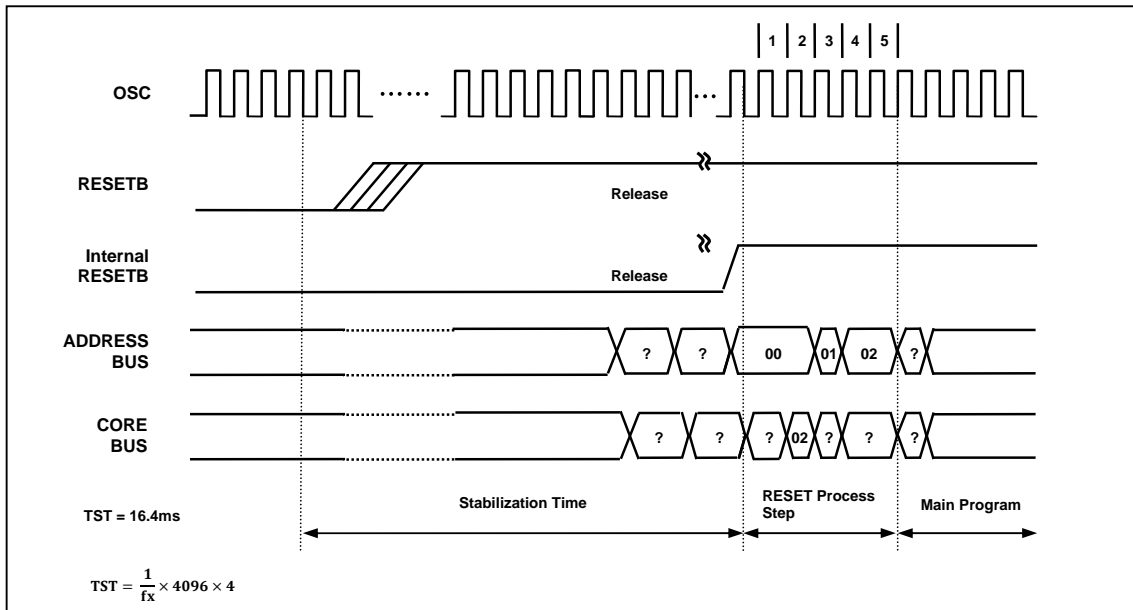 1 2 3 4 5
OSC
...... ...
RESETB
Release
Internal
RESETB
Release
ADDRESS
BUS
? ? 00 01 02 ?
CORE
BUS
? ? ? 02 ? ? ?
TST = 16.4ms
Stabilization Time
RESET Process
Step
Main Program
TST = 1/fx × 4096 × 4